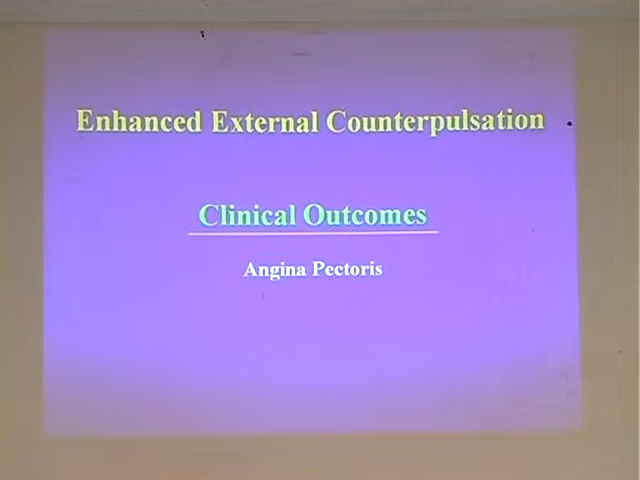 Enhanced External Counterpulsation
Clinical Outcomes
Angina Pectoris